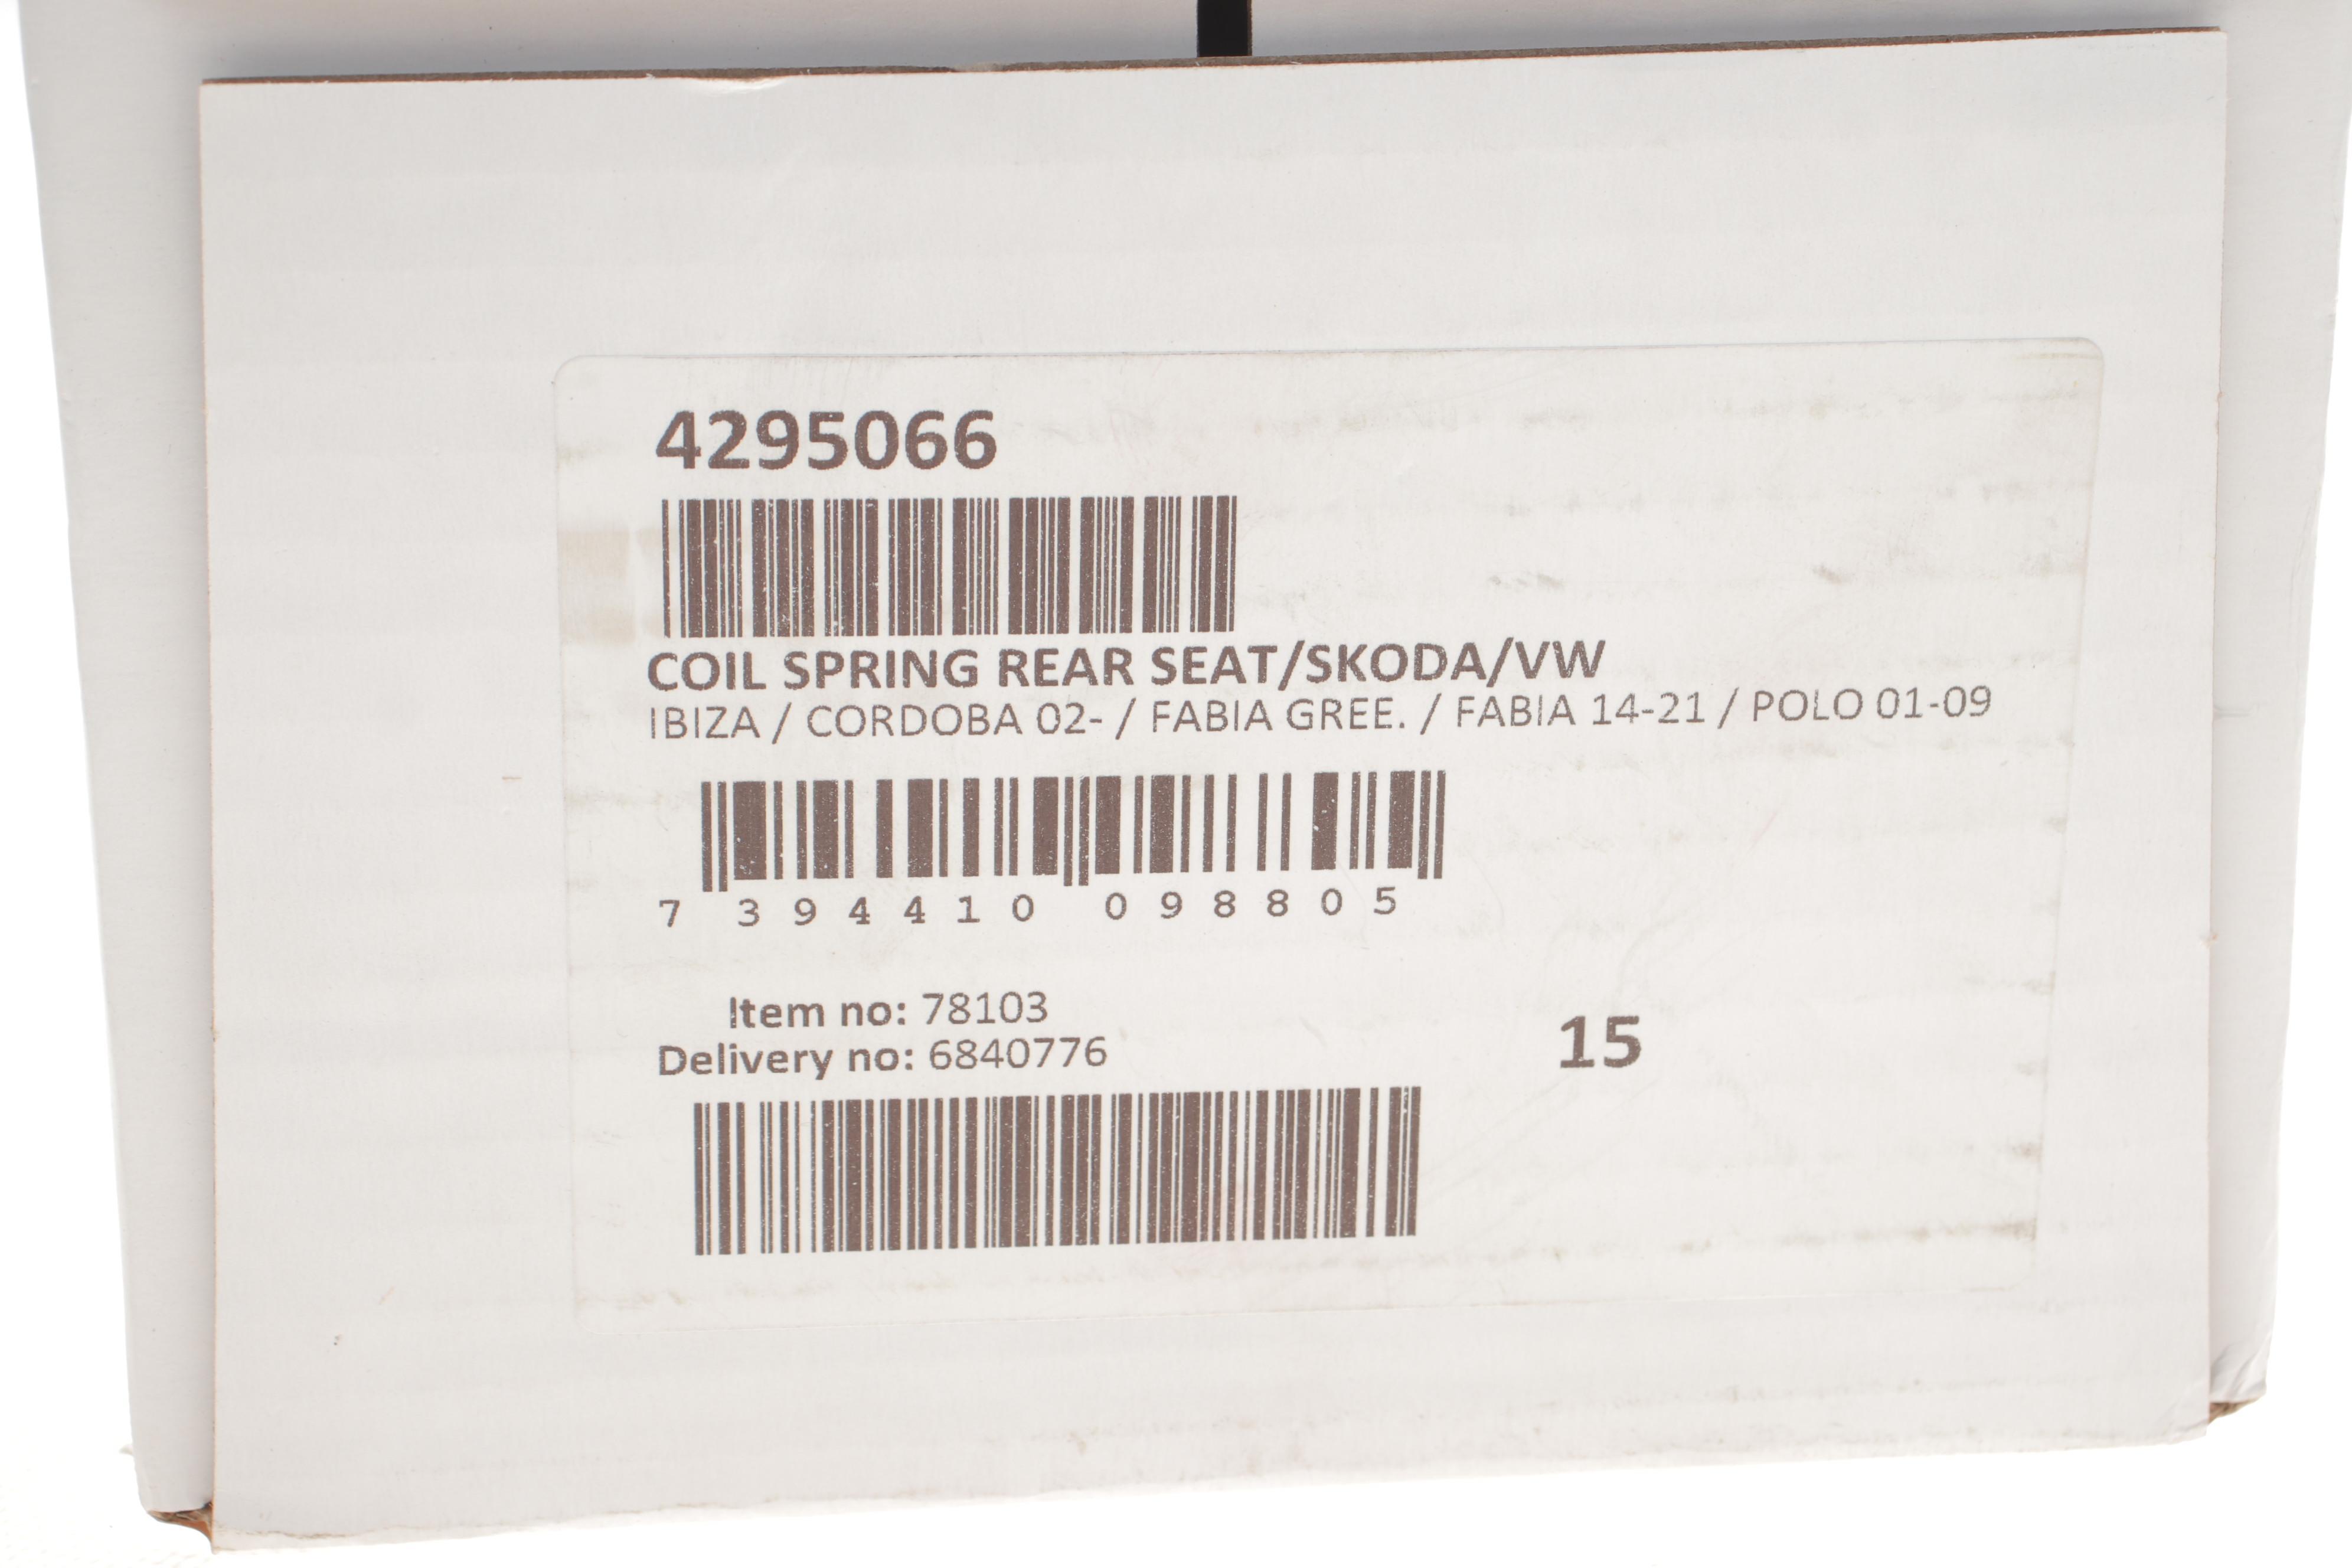 4295066
COIL SPRING REAR SEAT/SKODA/VW
IBIZA / CORDOBA 02- / FABIA GREE. / FABIA 14-21 / POLO 01-09
7 394410 098805
Item no: 78103
Delivery no: 6840776
15